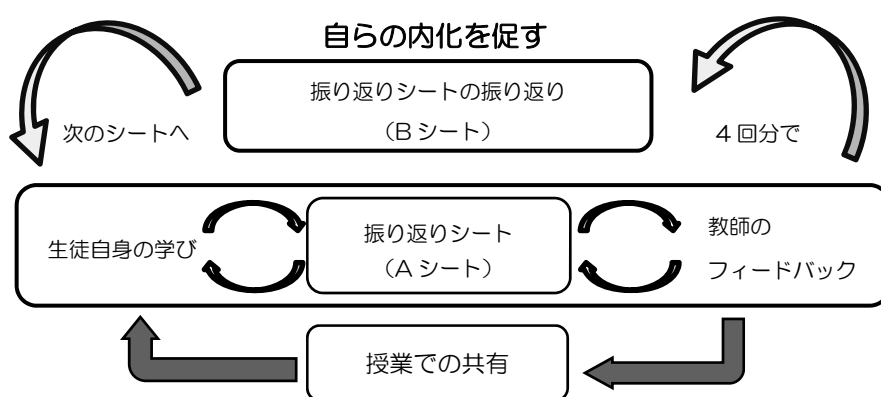 自らの内化を促す
振り返りシートの振り返り
(Bシート)
次のシートへ
4回分で
生徒自身の学び
振り返りシート
(Aシート)
教師の
フィードバック
授業での共有